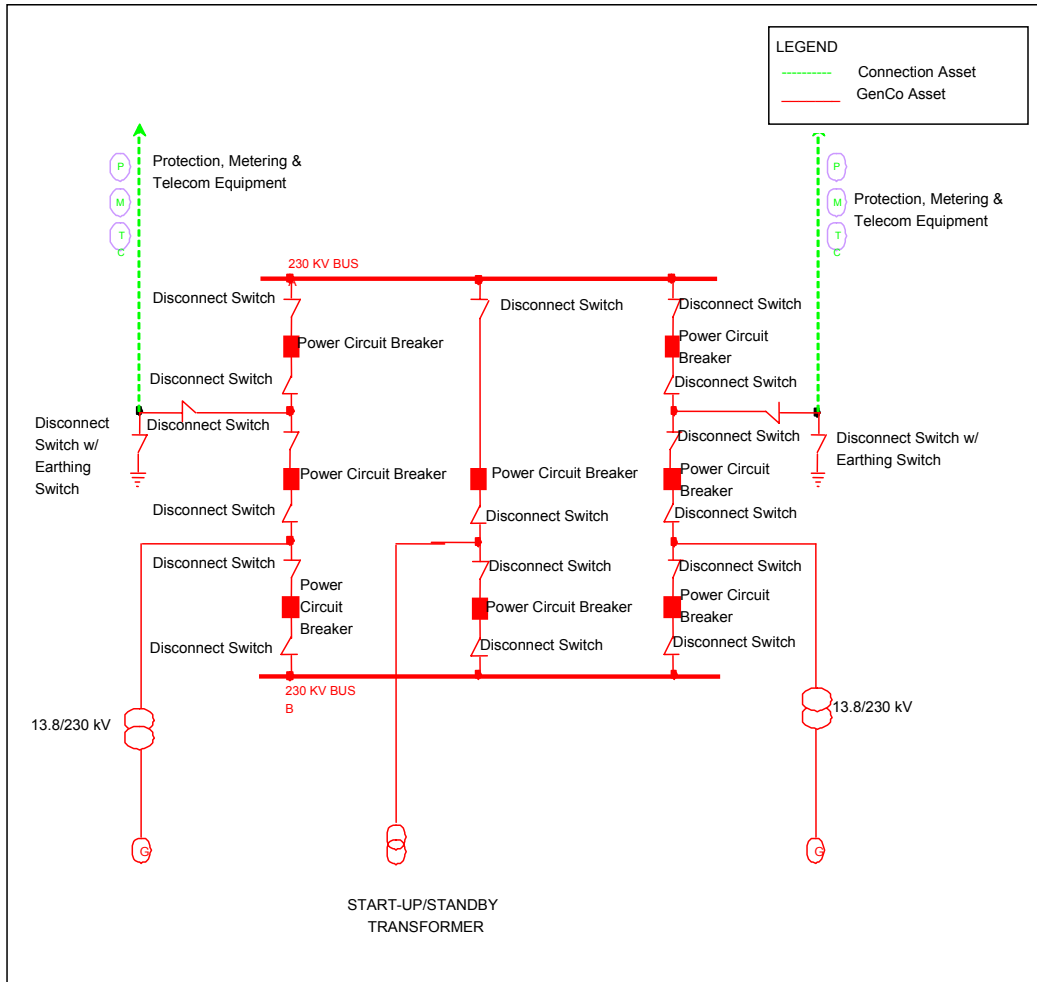 LEGEND
Connection Asset
GenCo Asset
P
M
T
C
Protection, Metering &
Telecom Equipment
P
M
T
C
Protection, Metering &
Telecom Equipment
230 KV BUS
A
Disconnect Switch
Disconnect Switch
Disconnect Switch
Power Circuit Breaker
Power Circuit
Breaker
Disconnect Switch
Disconnect Switch
Disconnect
Switch w/
Earthing
Switch
Disconnect Switch
Disconnect Switch
Disconnect Switch w/
Earthing Switch
Power Circuit Breaker
Power Circuit Breaker
Power Circuit
Breaker
Disconnect Switch
Disconnect Switch
Disconnect Switch
Disconnect Switch
Disconnect Switch
Disconnect Switch
Power
Circuit
Breaker
Power Circuit Breaker
Power Circuit
Breaker
Disconnect Switch
Disconnect Switch
Disconnect Switch
230 KV BUS
B
13.8/230 kV
13.8/230 kV
G
G
START-UP/STANDBY
TRANSFORMER